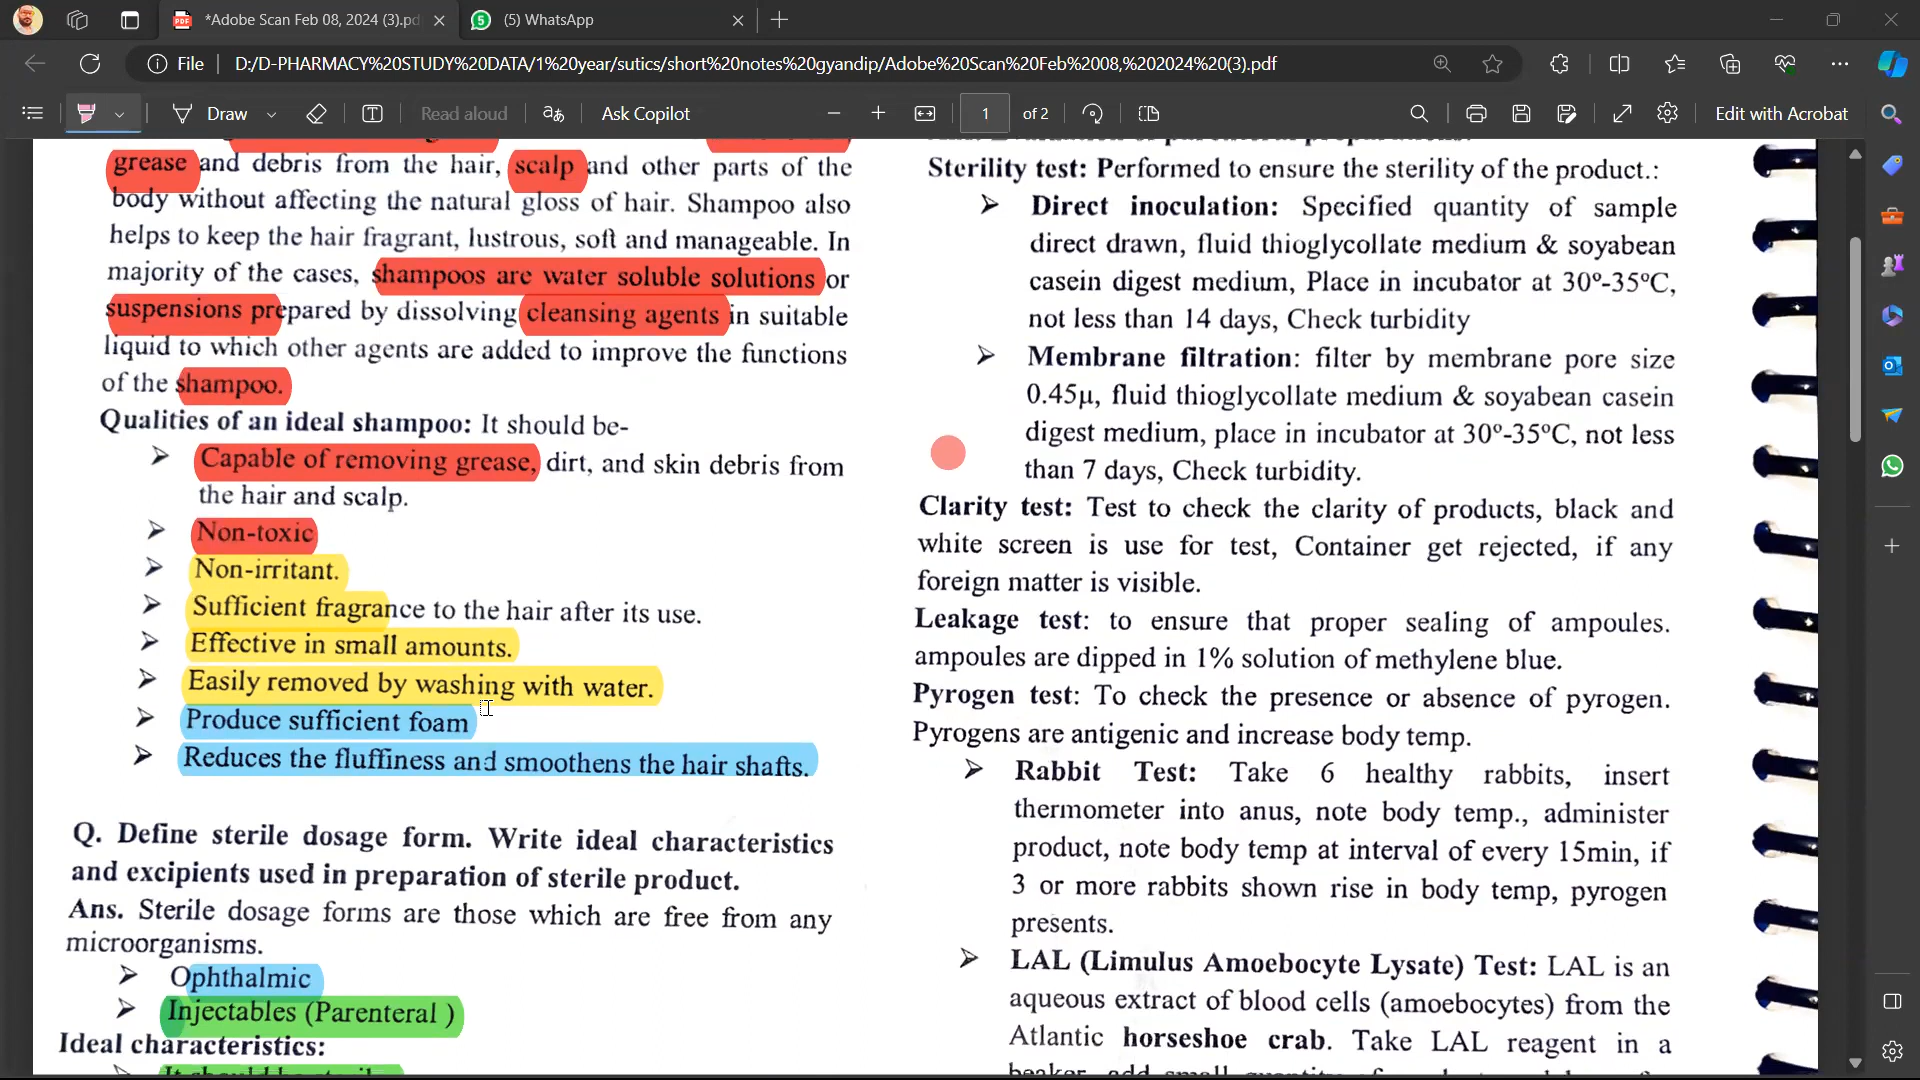 *Adobe Scan Feb 08, 2024 (3).pd
(5) WhatsApp
File
D:/D-PHARMACY%20STUDY%20DATA/1%20year/sutics/short%20notes%20gyandip/Adobe%20Scan%20Feb%2008,%202024%20(3).pdf
Draw
Read aloud
Ask Copilot
1
of 2
Edit with Acrobat
grease and debris from the hair, scalp and other parts of the
body without affecting the natural gloss of hair. Shampoo also
helps to keep the hair fragrant, lustrous, soft and manageable. In
majority of the cases, shampoos are water soluble solutions or
suspensions prepared by dissolving cleansing agents in suitable
liquid to which other agents are added to improve the functions
of the shampoo.
Qualities of an ideal shampoo: It should be-
➢ Capable of removing grease, dirt, and skin debris from
the hair and scalp.
➢ Non-toxic
➢ Non-irritant.
➢ Sufficient fragrance to the hair after its use.
➢ Effective in small amounts.
➢ Easily removed by washing with water.
➢ Produce sufficient foam
➢ Reduces the fluffiness and smoothens the hair shafts.
Q. Define sterile dosage form. Write ideal characteristics
and excipients used in preparation of sterile product.
Ans. Sterile dosage forms are those which are free from any
microorganisms.
➢ Ophthalmic
➢ Injectables (Parenteral )
Ideal characteristics:
Sterility test: Performed to ensure the sterility of the product.:
➢ Direct inoculation: Specified quantity of sample
direct drawn, fluid thioglycollate medium & soyabean
casein digest medium, Place in incubator at 30º-35ºC,
not less than 14 days, Check turbidity
➢ Membrane filtration: filter by membrane pore size
0.45µ, fluid thioglycollate medium & soyabean casein
digest medium, place in incubator at 30º-35ºC, not less
than 7 days, Check turbidity.
Clarity test: Test to check the clarity of products, black and
white screen is use for test, Container get rejected, if any
foreign matter is visible.
Leakage test: to ensure that proper sealing of ampoules.
ampoules are dipped in 1% solution of methylene blue.
Pyrogen test: To check the presence or absence of pyrogen.
Pyrogens are antigenic and increase body temp.
➢ Rabbit Test: Take 6 healthy rabbits, insert
thermometer into anus, note body temp., administer
product, note body temp at interval of every 15min, if
3 or more rabbits shown rise in body temp, pyrogen
presents.
➢ LAL (Limulus Amoebocyte Lysate) Test: LAL is an
aqueous extract of blood cells (amoebocytes) from the
Atlantic horseshoe crab. Take LAL reagent in a